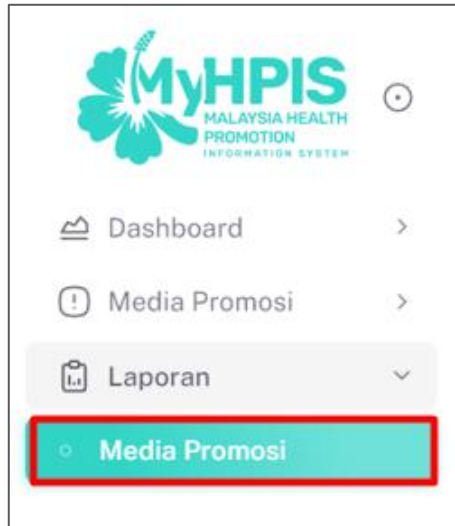 MyHPIS
MALAYSIA HEALTH
PROMOTION
INFORMATION SYSTEM
Dashboard
Media Promosi
Laporan
Media Promosi